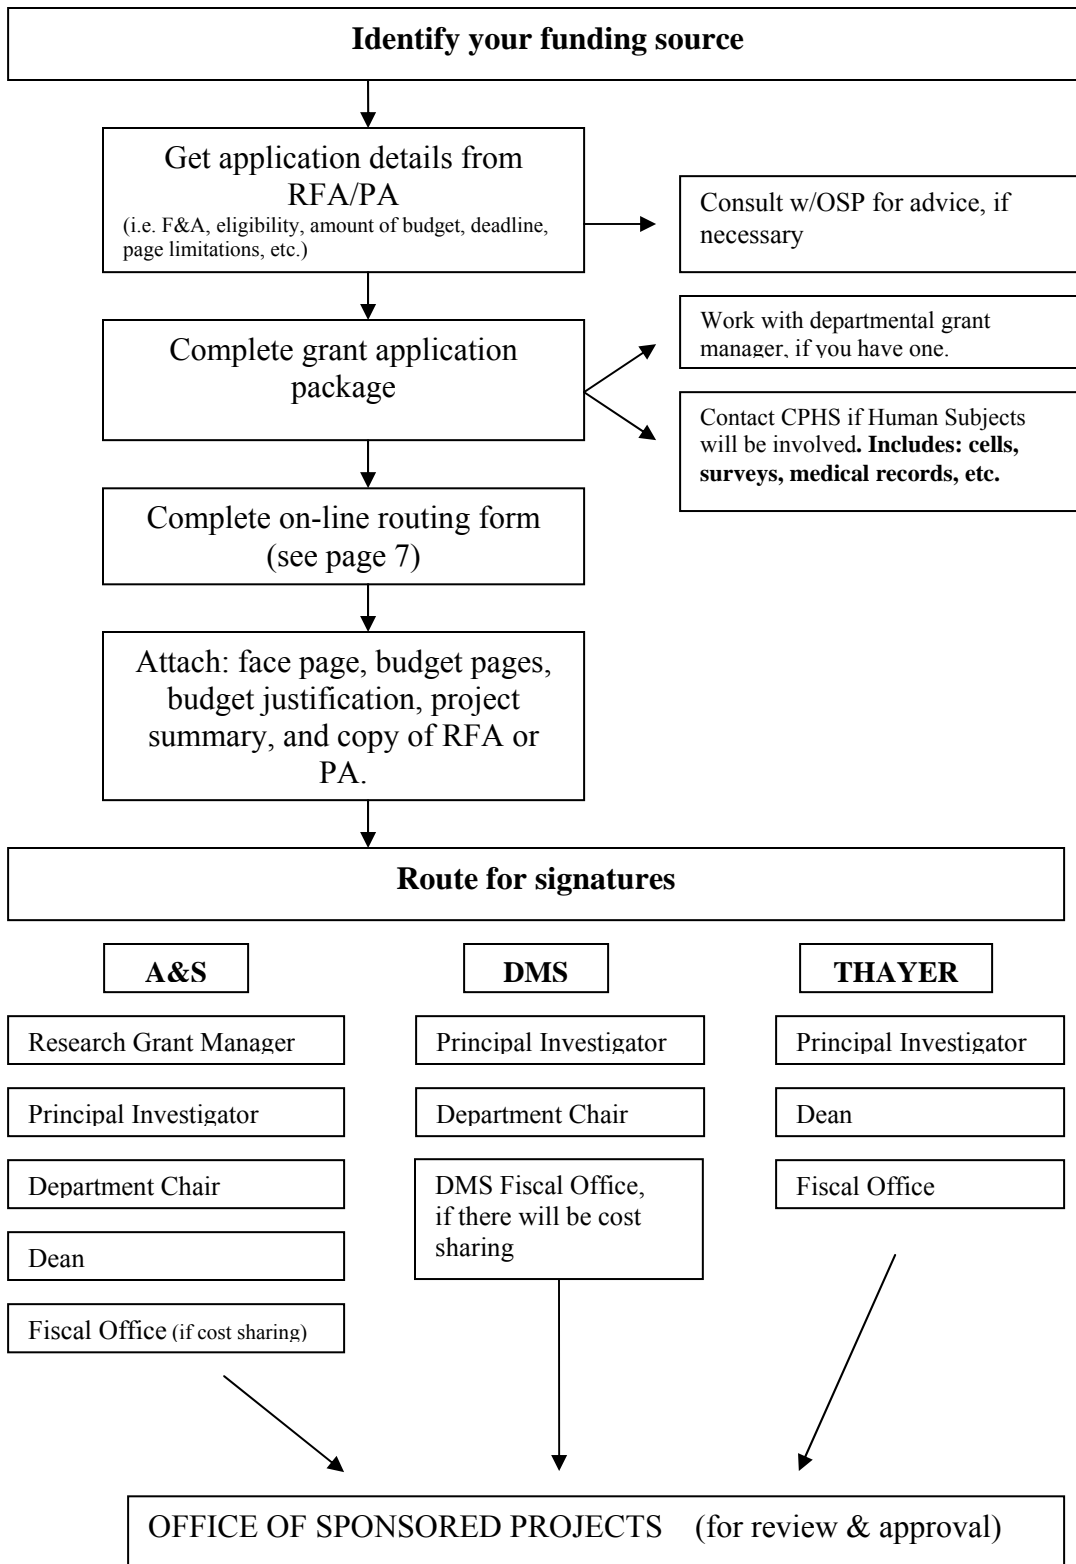 Identify your funding source
Get application details from
RFA/PA
(i.e. F&A, eligibility, amount of budget, deadline,
page limitations, etc.)
Consult w/OSP for advice, if
necessary
Complete grant application
package
Work with departmental grant
manager, if you have one.
Contact CPHS if Human Subjects
will be involved. Includes: cells,
surveys, medical records, etc.
Complete on-line routing form
(see page 7)
Attach: face page, budget pages,
budget justification, project
summary, and copy of RFA or
PA.
Route for signatures
A&S
Research Grant Manager
Principal Investigator
Department Chair
Dean
Fiscal Office (if cost sharing)
DMS
Principal Investigator
Department Chair
DMS Fiscal Office,
if there will be cost
sharing
THAYER
Principal Investigator
Dean
Fiscal Office
OFFICE OF SPONSORED PROJECTS (for review & approval)